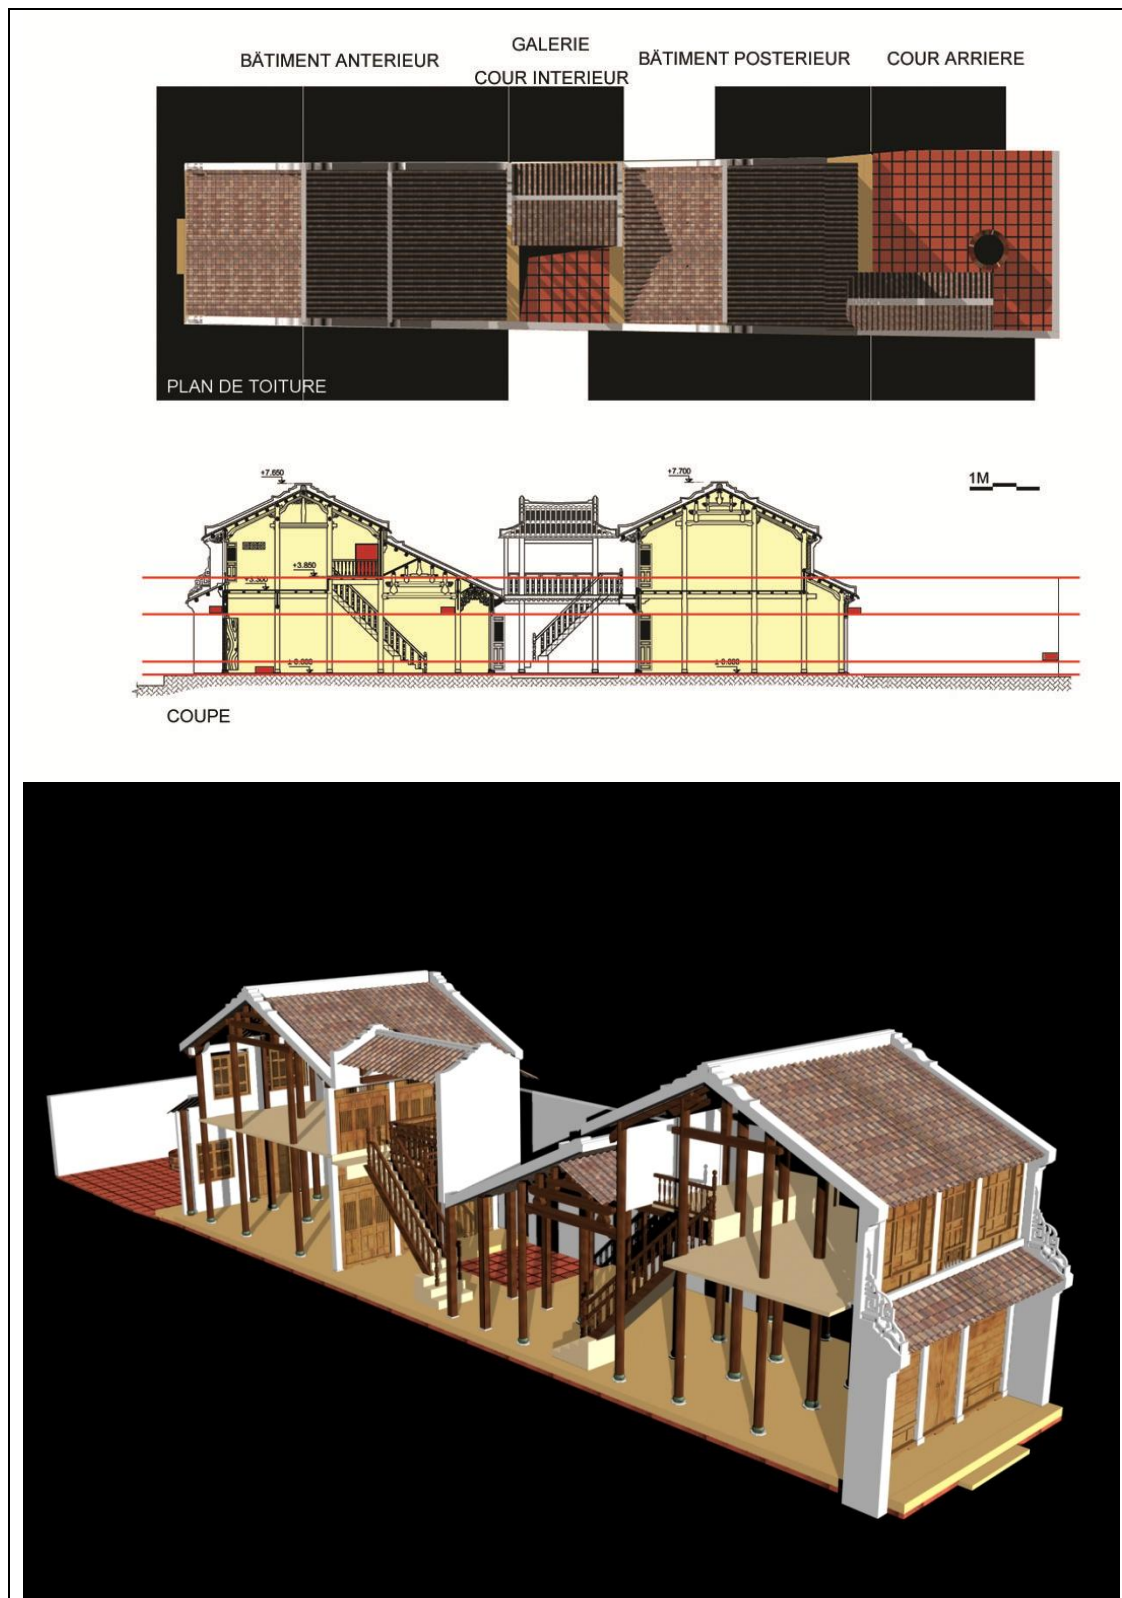 BÂTIMENT ANTERIEUR
GALERIE
COUR INTERIEUR
BÂTIMENT POSTERIEUR
COUR ARRIERE
PLAN DE TOITURE
+7.650
+7.700
1M
+3.850
+3.300
± 0.000
± 0.000
COUPE